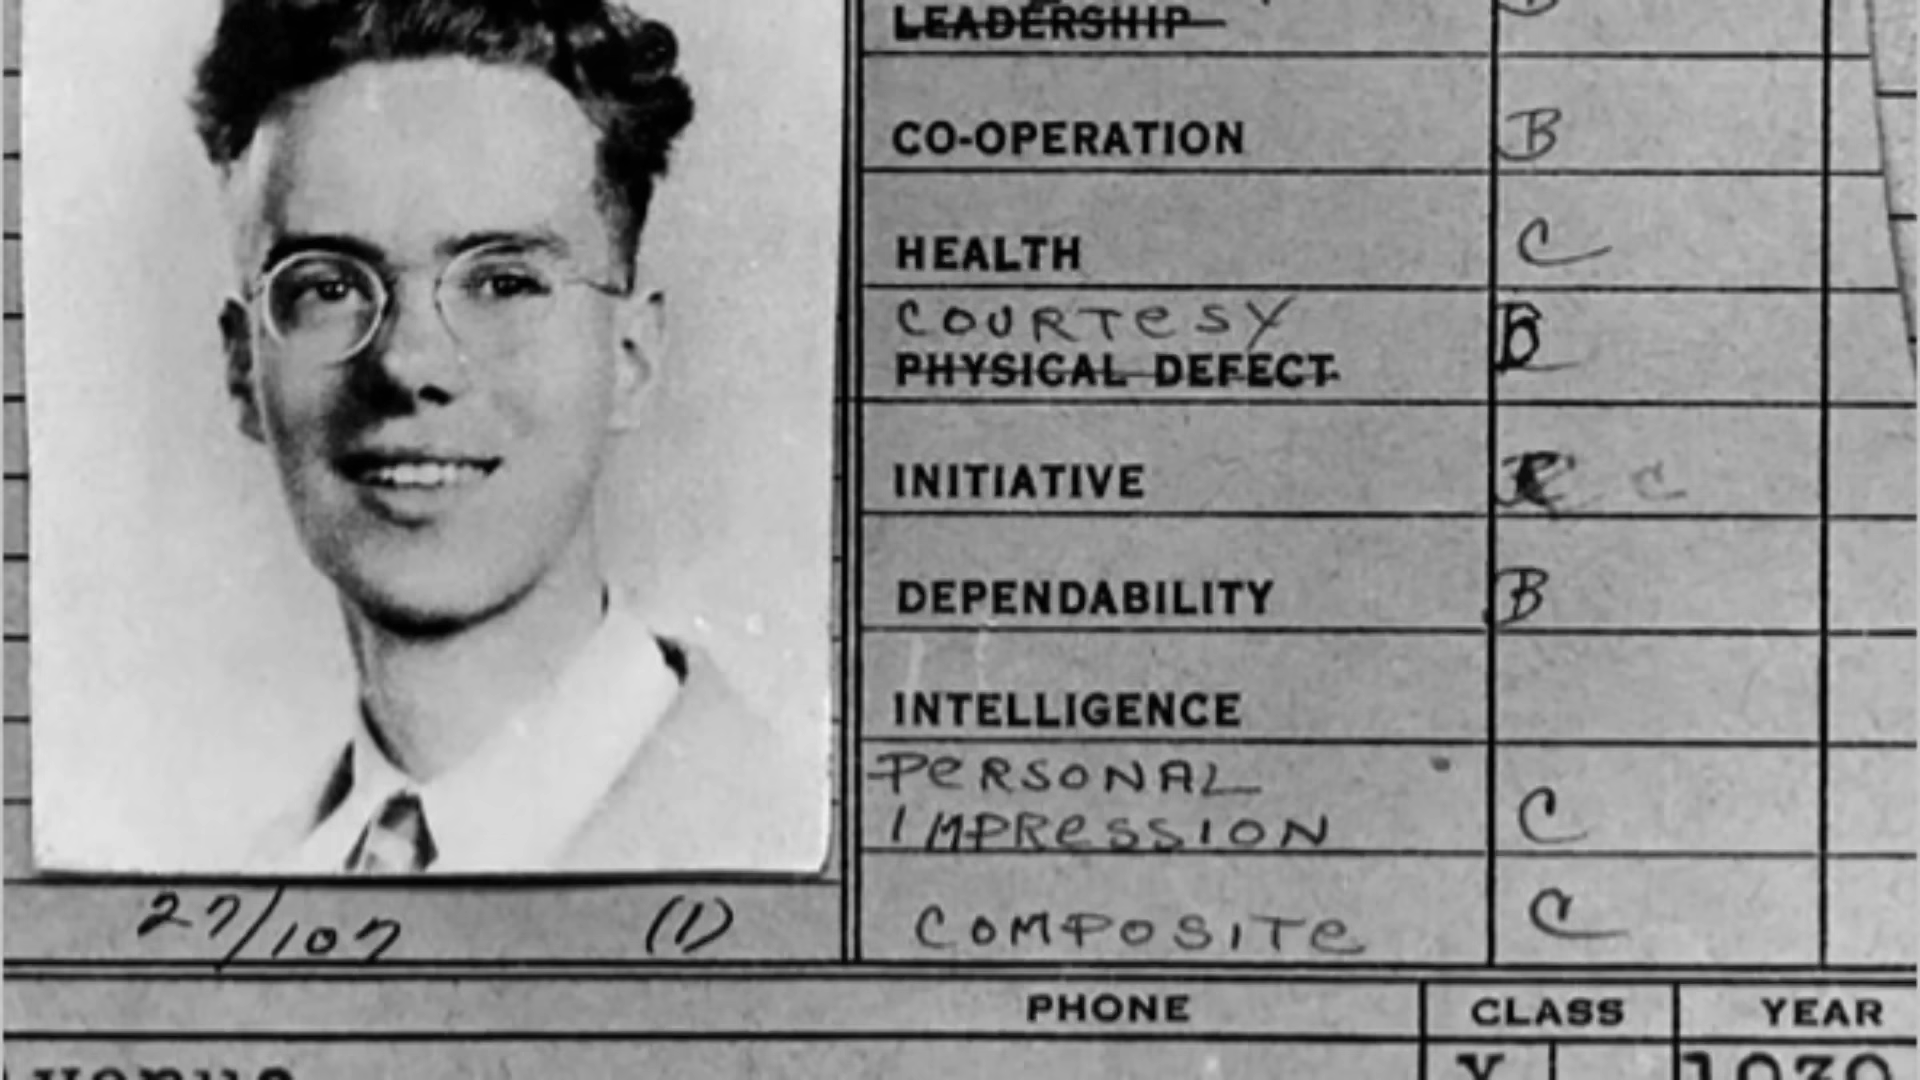 LEADERSHIP
CO-OPERATION B
HEALTH C
COURTESY B
PHYSICAL DEFECT
INITIATIVE C
DEPENDABILITY B
INTELLIGENCE
PERSONAL
IMPRESSION C
COMPOSITE C
27/107 (1)
PHONE CLASS YEAR